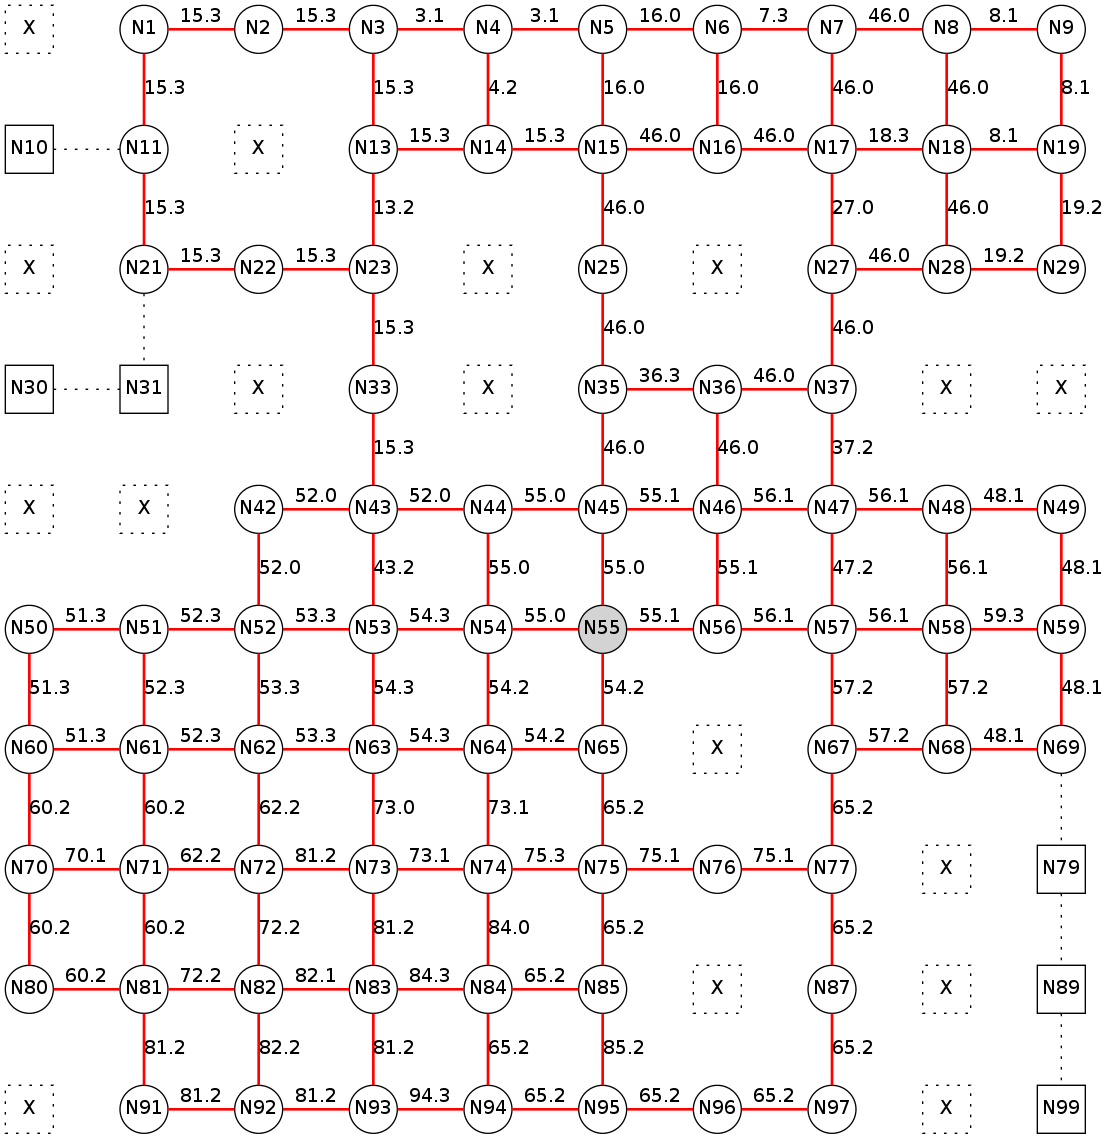 X N1 15.3 N2 15.3 N3 3.1 N4 3.1 N5 16.0 N6 7.3 N7 46.0 N8 8.1 N9
15.3 15.3 4.2 16.0 16.0 46.0 46.0 8.1
N10 N11 X N13 15.3 N14 15.3 N15 46.0 N16 46.0 N17 18.3 N18 8.1 N19
15.3 13.2 46.0 27.0 46.0 19.2
X N21 15.3 N22 15.3 N23 X N25 X N27 46.0 N28 19.2 N29
15.3 46.0 46.0
N30 N31 X N33 X N35 36.3 N36 46.0 N37 X X
15.3 46.0 46.0 37.2
X X N42 52.0 N43 52.0 N44 55.0 N45 55.1 N46 56.1 N47 56.1 N48 48.1 N49
52.0 43.2 55.0 55.0 55.1 47.2 56.1 48.1
N50 51.3 N51 52.3 N52 53.3 N53 54.3 N54 55.0 N55 55.1 N56 56.1 N57 56.1 N58 59.3 N59
51.3 52.3 53.3 54.3 54.2 54.2 57.2 57.2 48.1
N60 51.3 N61 52.3 N62 53.3 N63 54.3 N64 54.2 N65 X N67 57.2 N68 48.1 N69
60.2 60.2 62.2 73.0 73.1 65.2 65.2
N70 70.1 N71 62.2 N72 81.2 N73 73.1 N74 75.3 N75 75.1 N76 75.1 N77 X N79
60.2 60.2 72.2 81.2 84.0 65.2 65.2
N80 60.2 N81 72.2 N82 82.1 N83 84.3 N84 65.2 N85 X N87 X N89
81.2 82.2 81.2 65.2 85.2 65.2
X N91 81.2 N92 81.2 N93 94.3 N94 65.2 N95 65.2 N96 65.2 N97 X N99